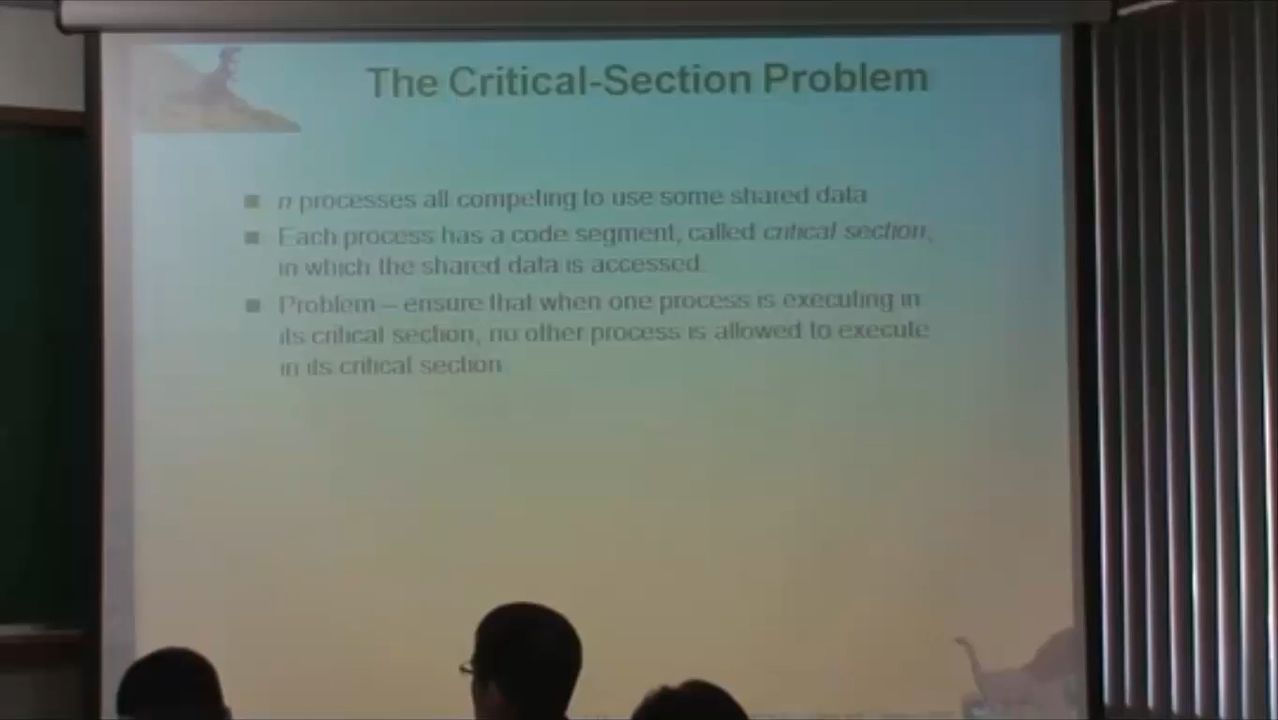 The Critical-Section Problem
n processes all competing to use some shared data
Each process has a code segment, called critical section,
in which the shared data is accessed.
Problem – ensure that when one process is executing in
its critical section, no other process is allowed to execute
in its critical section.